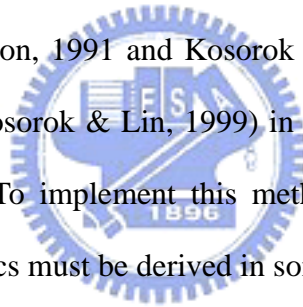 on, 1991 and Kosorok
osorok & Lin, 1999) in
To implement this meth
1896
cs must be derived in so